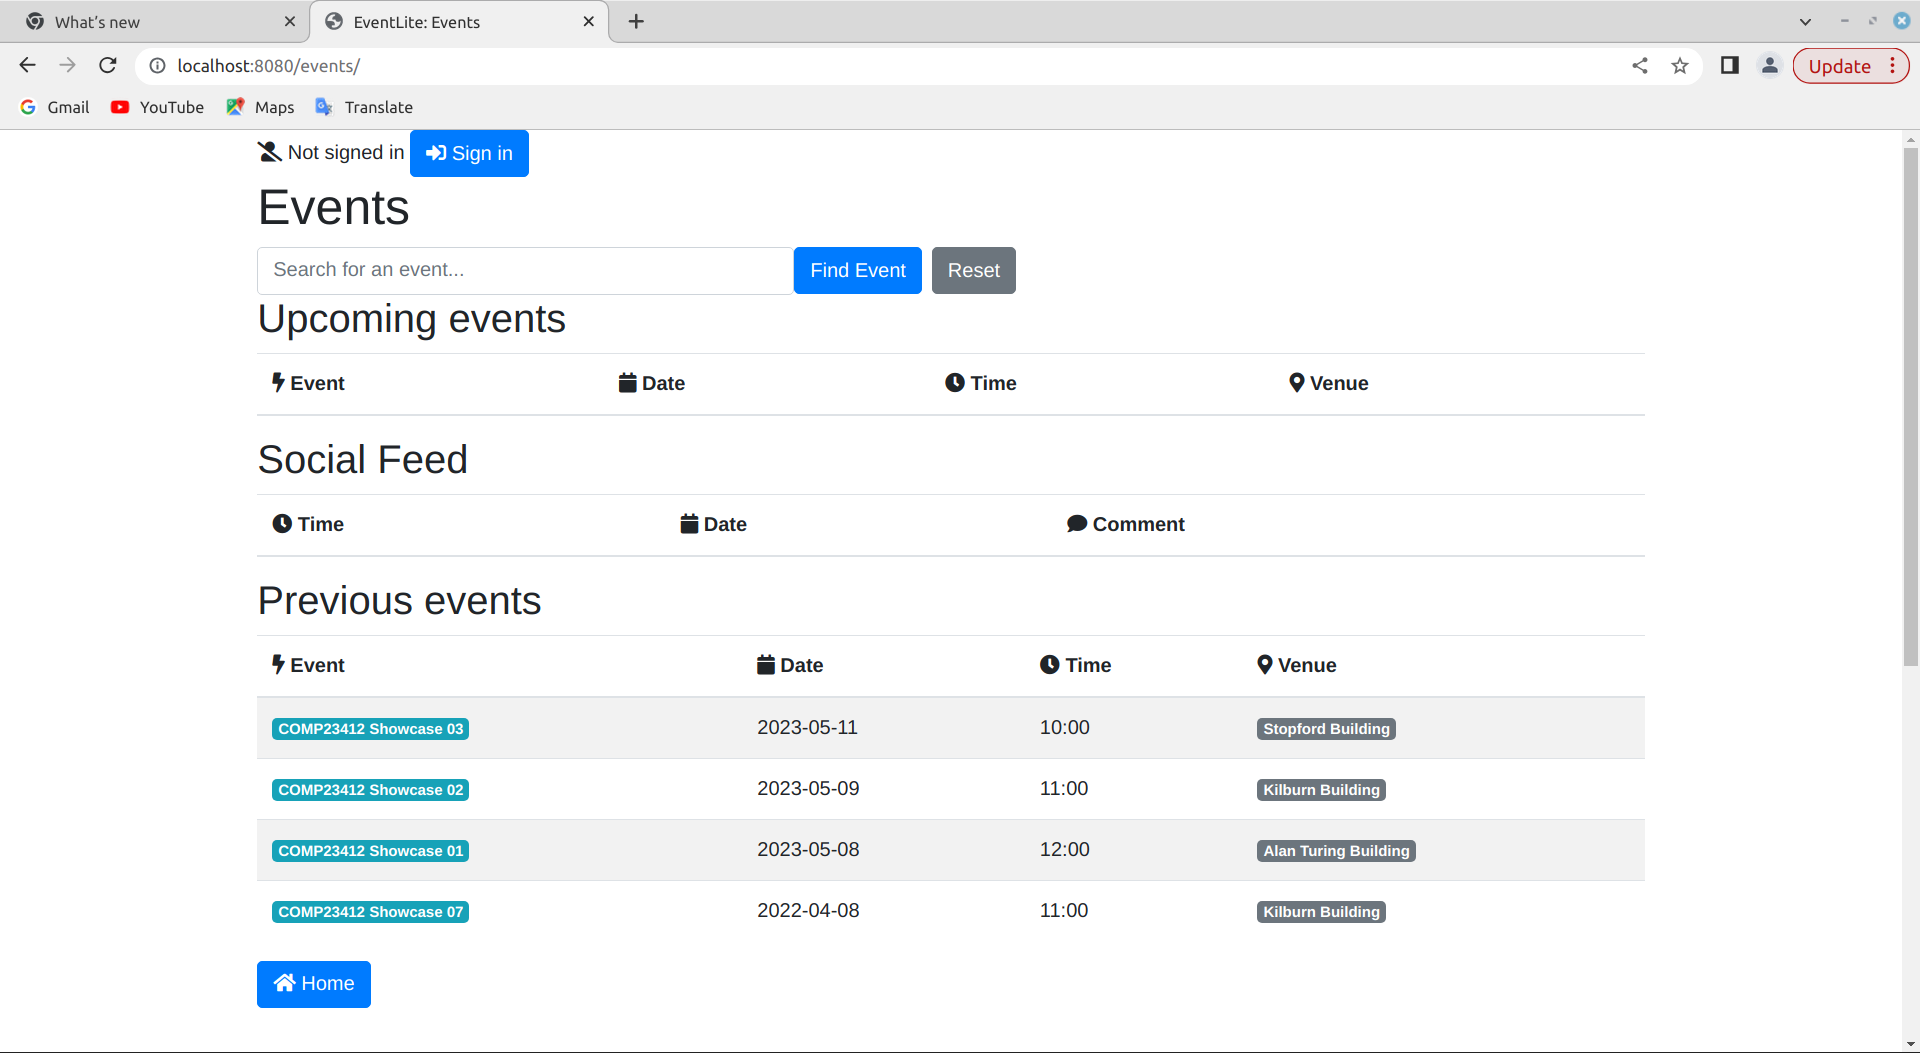 What's new
EventLite: Events
localhost:8080/events/
Update
Gmail YouTube Maps Translate
Not signed in Sign in
Events
Search for an event... Find Event Reset
Upcoming events
Event Date Time Venue
Social Feed
Time Date Comment
Previous events
Event Date Time Venue
COMP23412 Showcase 03 2023-05-11 10:00 Stopford Building
COMP23412 Showcase 02 2023-05-09 11:00 Kilburn Building
COMP23412 Showcase 01 2023-05-08 12:00 Alan Turing Building
COMP23412 Showcase 07 2022-04-08 11:00 Kilburn Building
Home